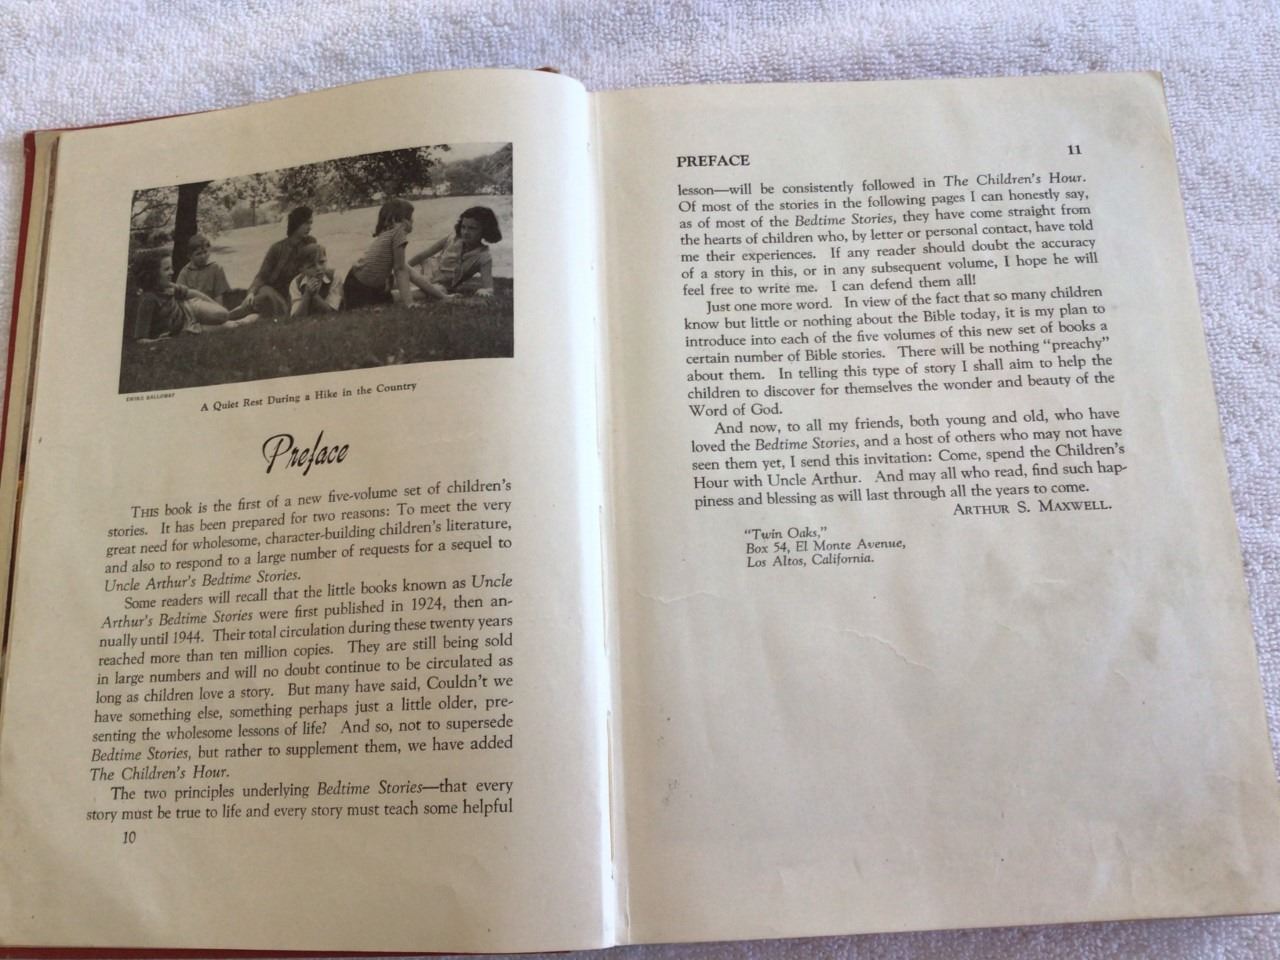 EWING GALLOWAY
A Quiet Rest During a Hike in the Country
Preface
THIS book is the first of a new five-volume set of children's
stories. It has been prepared for two reasons: To meet the very
great need for wholesome, character-building children's literature,
and also to respond to a large number of requests for a sequel to
Uncle Arthur's Bedtime Stories.
Some readers will recall that the little books known as Uncle
Arthur's Bedtime Stories were first published in 1924, then an-
nually until 1944. Their total circulation during these twenty years
reached more than ten million copies. They are still being sold
in large numbers and will no doubt continue to be circulated as
long as children love a story. But many have said, Couldn't we
have something else, something perhaps just a little older, pre-
senting the wholesome lessons of life? And so, not to supersede
Bedtime Stories, but rather to supplement them, we have added
The Children's Hour.
The two principles underlying Bedtime Stories—that every
story must be true to life and every story must teach some helpful
10
PREFACE 11
lesson—will be consistently followed in The Children's Hour.
Of most of the stories in the following pages I can honestly say,
as of most of the Bedtime Stories, they have come straight from
the hearts of children who, by letter or personal contact, have told
me their experiences. If any reader should doubt the accuracy
of a story in this, or in any subsequent volume, I hope he will
feel free to write me. I can defend them all!
Just one more word. In view of the fact that so many children
know but little or nothing about the Bible today, it is my plan to
introduce into each of the five volumes of this new set of books a
certain number of Bible stories. There will be nothing "preachy"
about them. In telling this type of story I shall aim to help the
children to discover for themselves the wonder and beauty of the
Word of God.
And now, to all my friends, both young and old, who have
loved the Bedtime Stories, and a host of others who may not have
seen them yet, I send this invitation: Come, spend the Children's
Hour with Uncle Arthur. And may all who read, find such hap-
piness and blessing as will last through all the years to come.
ARTHUR S. MAXWELL.
"Twin Oaks,"
Box 54, El Monte Avenue,
Los Altos, California.